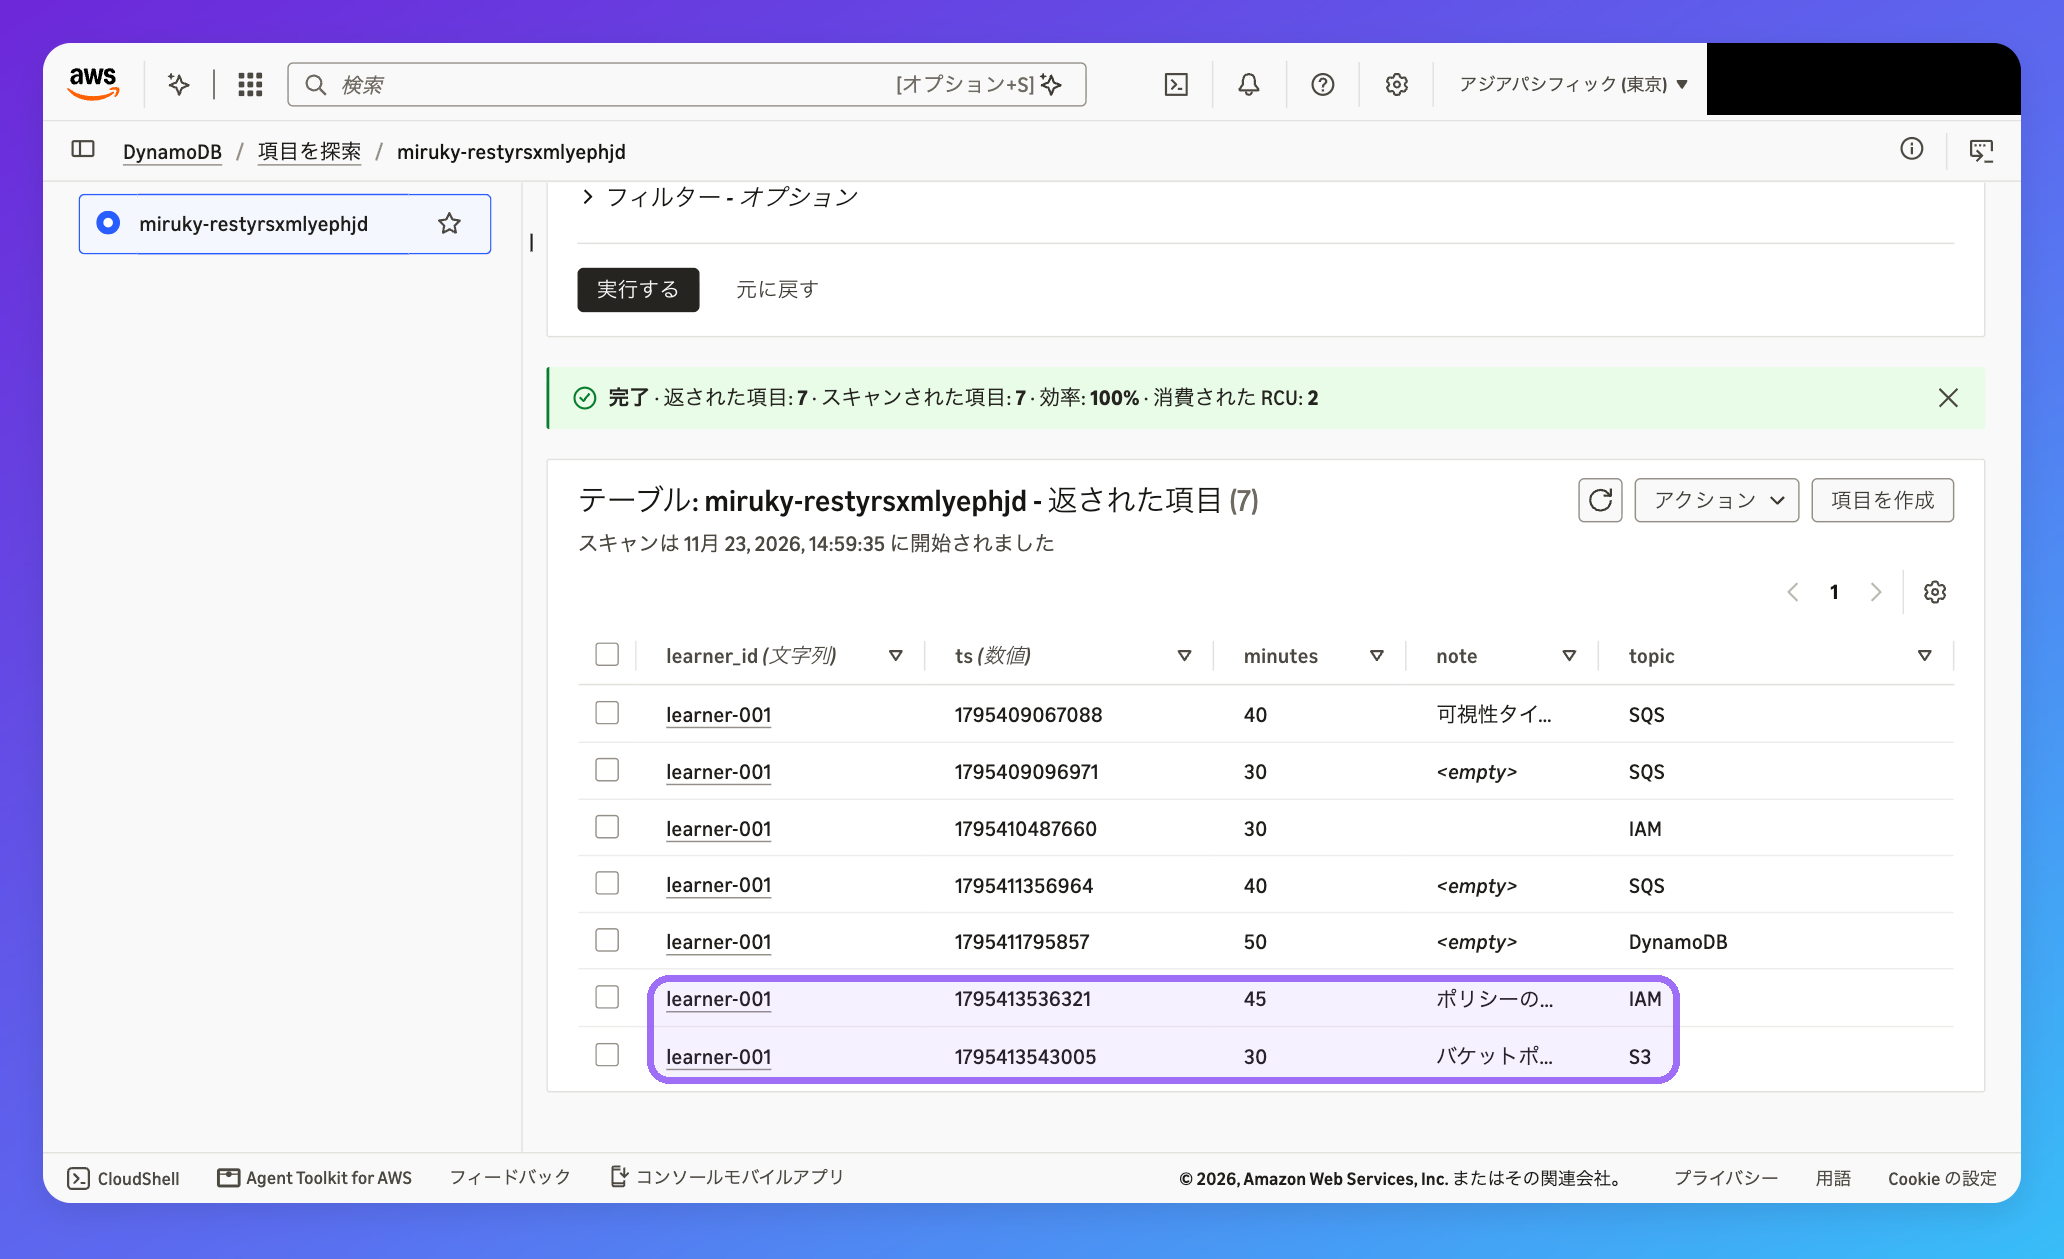 aws
検索 [オプション+S]
アジアパシフィック (東京) ▼
DynamoDB / 項目を探索 / miruky-restyrsxmlyephjd
miruky-restyrsxmlyephjd
フィルター - オプション
実行する 元に戻す
完了 · 返された項目: 7 · スキャンされた項目: 7 · 効率: 100% · 消費された RCU: 2
テーブル: miruky-restyrsxmlyephjd - 返された項目 (7)
アクション 項目を作成
スキャンは 11月 23, 2026, 14:59:35 に開始されました
1
learner_id (文字列) ts (数値) minutes note topic
learner-001 1795409067088 40 可視性タイ... SQS
learner-001 1795409096971 30 <empty> SQS
learner-001 1795410487660 30 IAM
learner-001 1795411356964 40 <empty> SQS
learner-001 1795411795857 50 <empty> DynamoDB
learner-001 1795413536321 45 ポリシーの... IAM
learner-001 1795413543005 30 バケットポ... S3
CloudShell Agent Toolkit for AWS フィードバック コンソールモバイルアプリ © 2026, Amazon Web Services, Inc. またはその関連会社。 プライバシー 用語 Cookie の設定